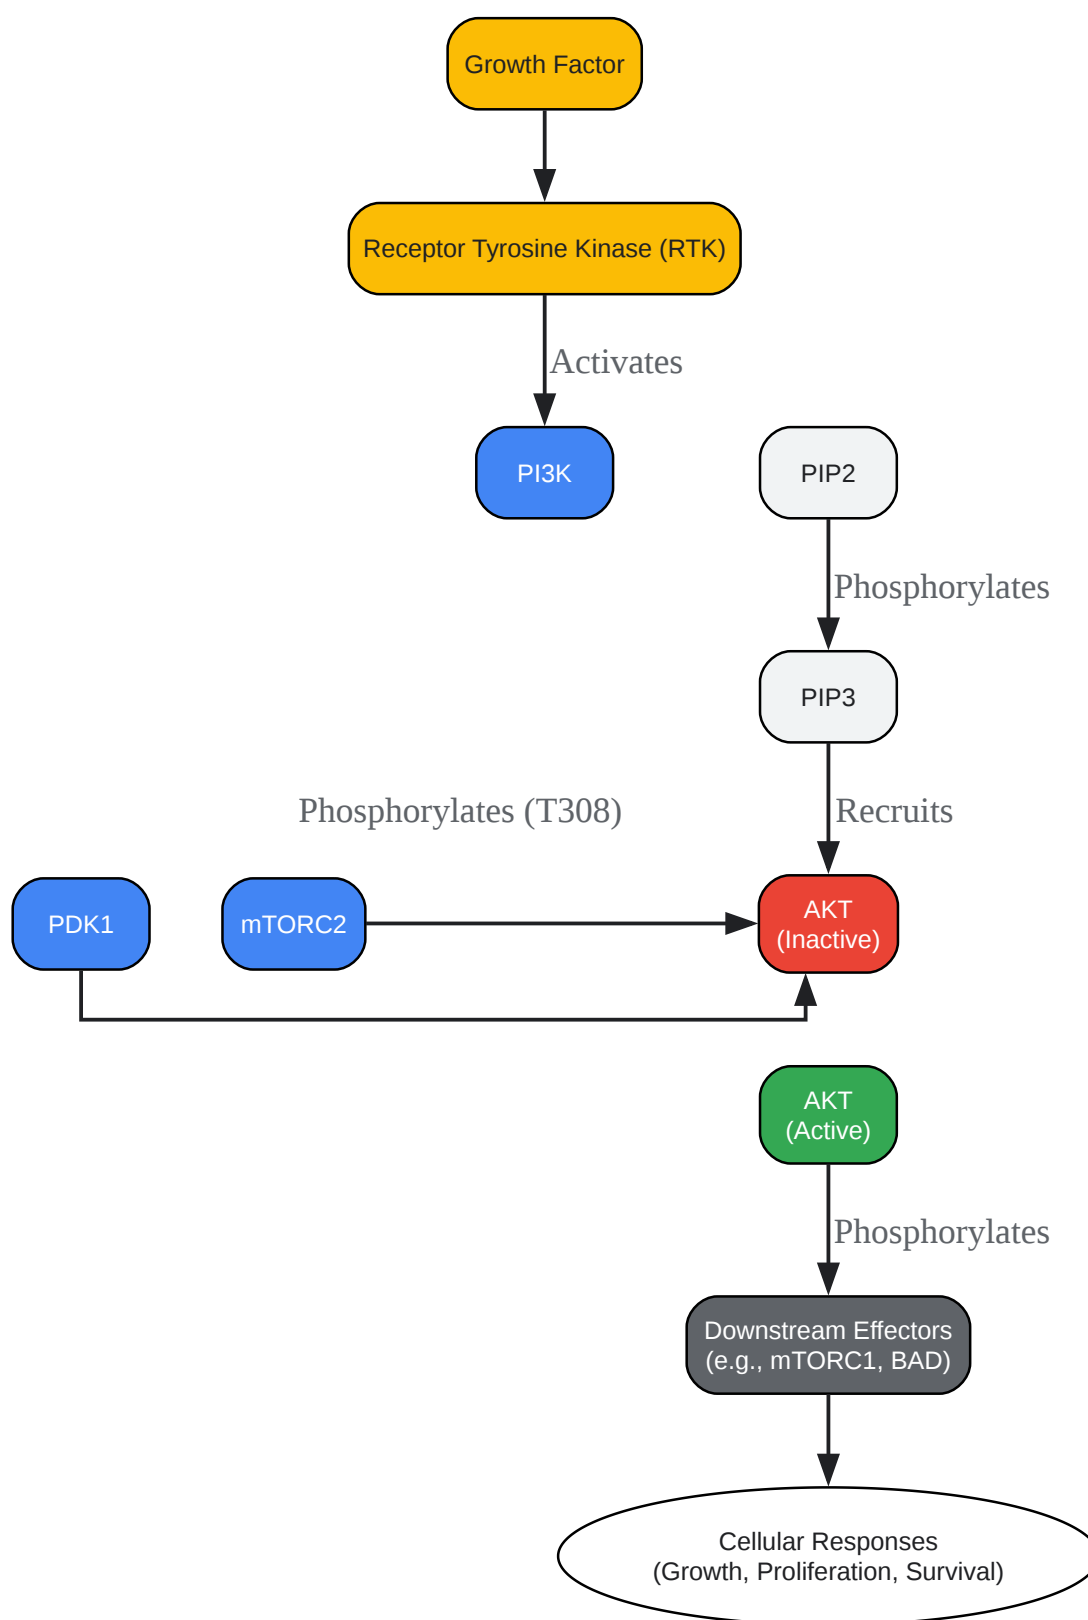 Growth Factor
Receptor Tyrosine Kinase (RTK)
Activates
PI3K
PIP2
Phosphorylates
PIP3
Phosphorylates (T308)
Recruits
PDK1
mTORC2
AKT
(Inactive)
AKT
(Active)
Phosphorylates
Downstream Effectors
(e.g., mTORC1, BAD)
Cellular Responses
(Growth, Proliferation, Survival)